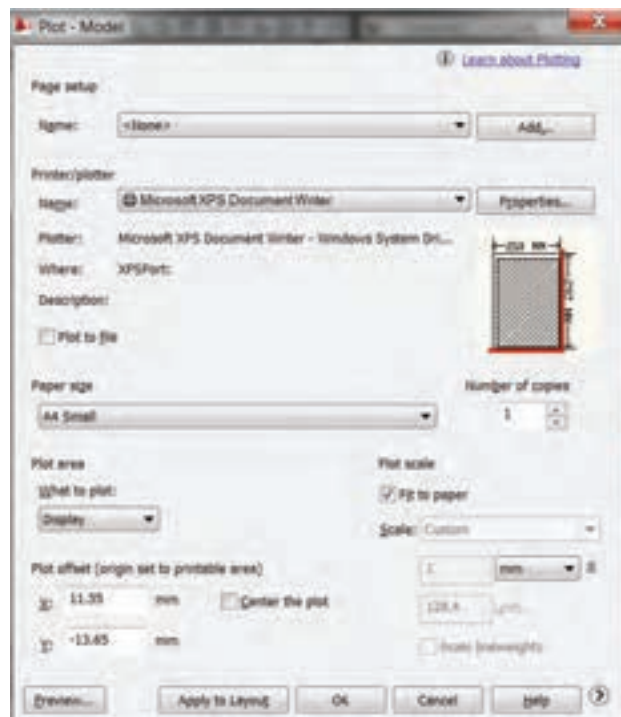 Plot - Model
Learn about Plotting
Page setup
Name: <None> Add...
Printer/plotter
Name: Microsoft XPS Document Writer Properties...
Plotter: Microsoft XPS Document Writer - Windows System Dri...
Where: XPSPort:
Description:
Plot to file
MM
Paper size Number of copies
A4 Small 1
Plot area Plot scale
What to plot: Fit to paper
Display Scale: Custom
Plot offset (origin set to printable area) mm =
X: 11.55 mm Center the plot
128.4
Y: -13.65 mm Scale lineweights
Preview... Apply to Layout OK Cancel Help